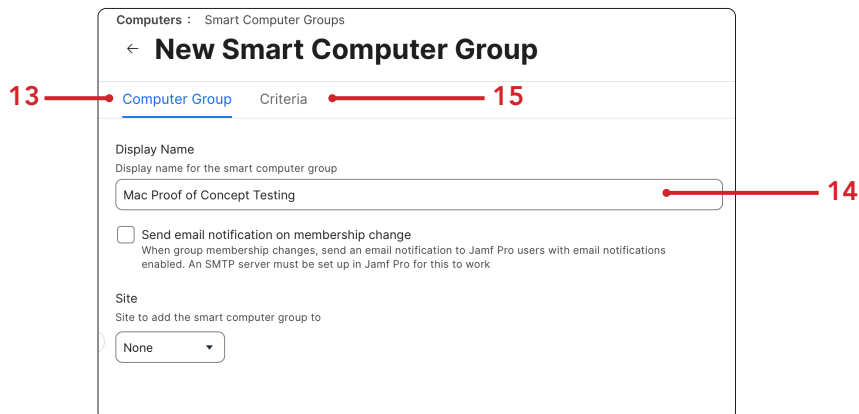 Computers : Smart Computer Groups
← New Smart Computer Group
13 Computer Group Criteria 15
Display Name
Display name for the smart computer group
Mac Proof of Concept Testing 14
Send email notification on membership change
When group membership changes, send an email notification to Jamf Pro users with email notifications
enabled. An SMTP server must be set up in Jamf Pro for this to work
Site
Site to add the smart computer group to
None